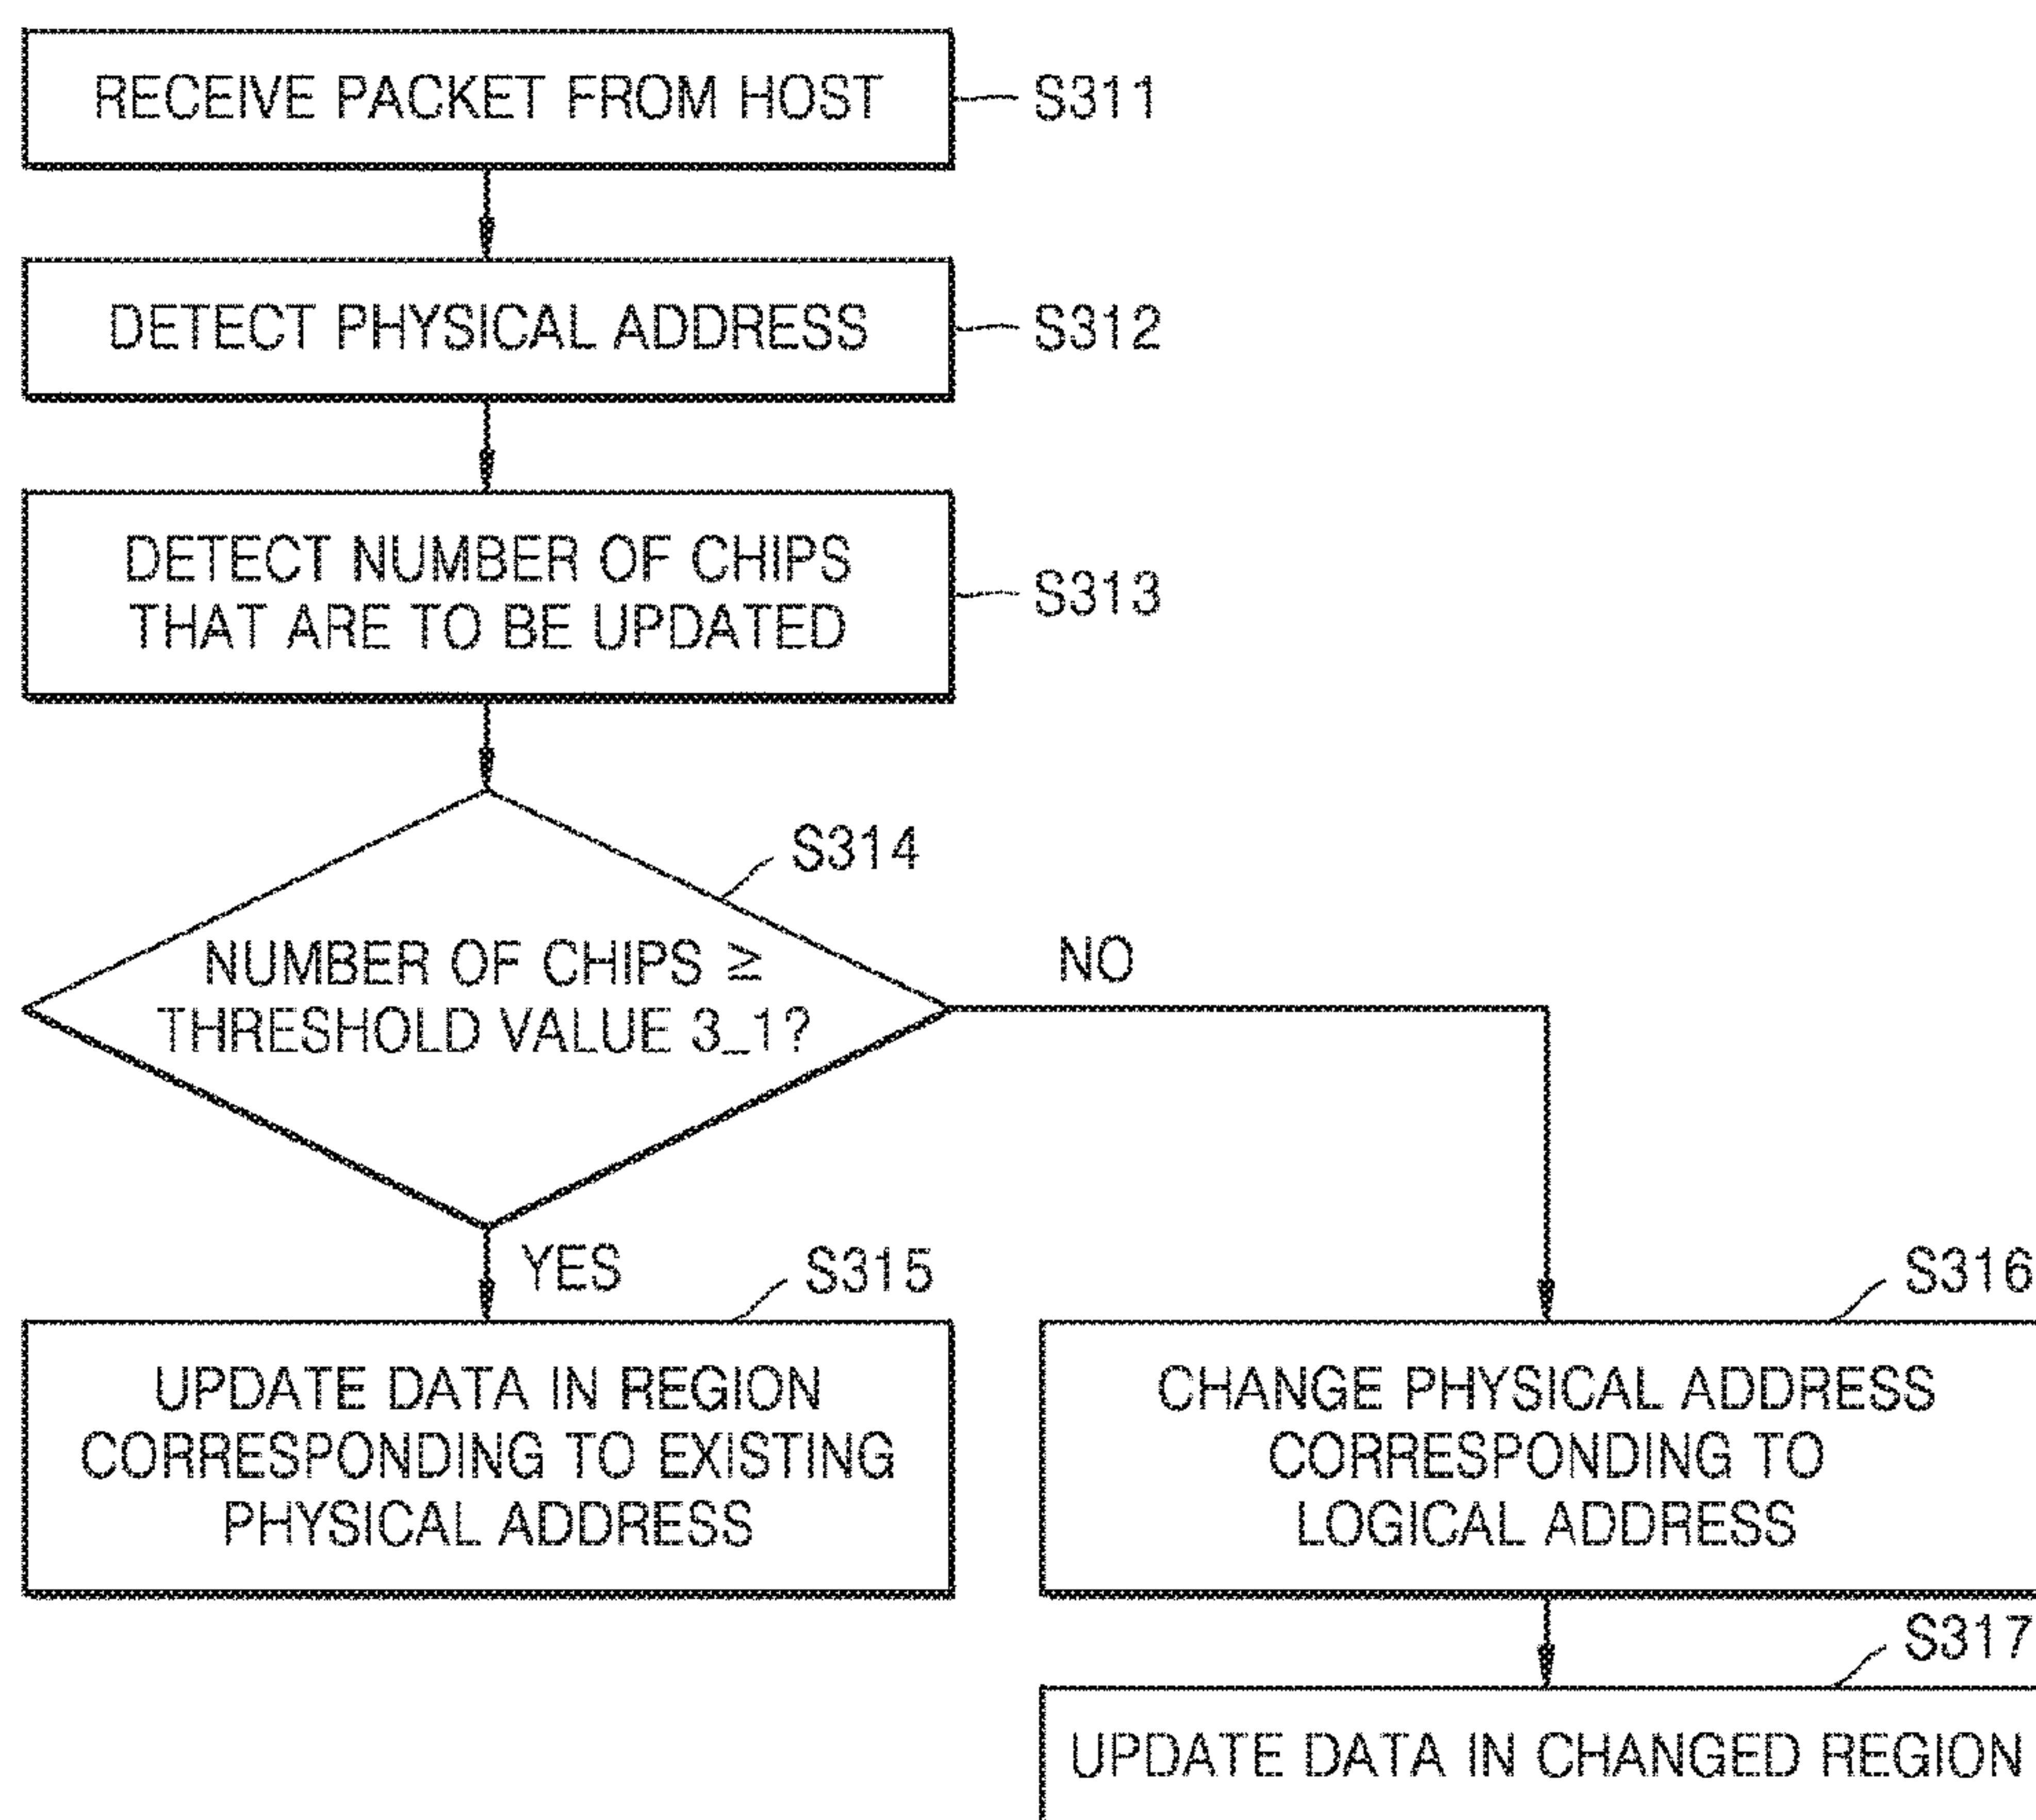 RECEIVE PACKET FROM HOST
S311
DETECT PHYSICAL ADDRESS
S312
DETECT NUMBER OF CHIPS
THAT ARE TO BE UPDATED
S313
S314
NUMBER OF CHIPS ≥
THRESHOLD VALUE 3_1?
NO
YES
S315
UPDATE DATA IN REGION
CORRESPONDING TO EXISTING
PHYSICAL ADDRESS
S316
CHANGE PHYSICAL ADDRESS
CORRESPONDING TO
LOGICAL ADDRESS
S317
UPDATE DATA IN CHANGED REGION